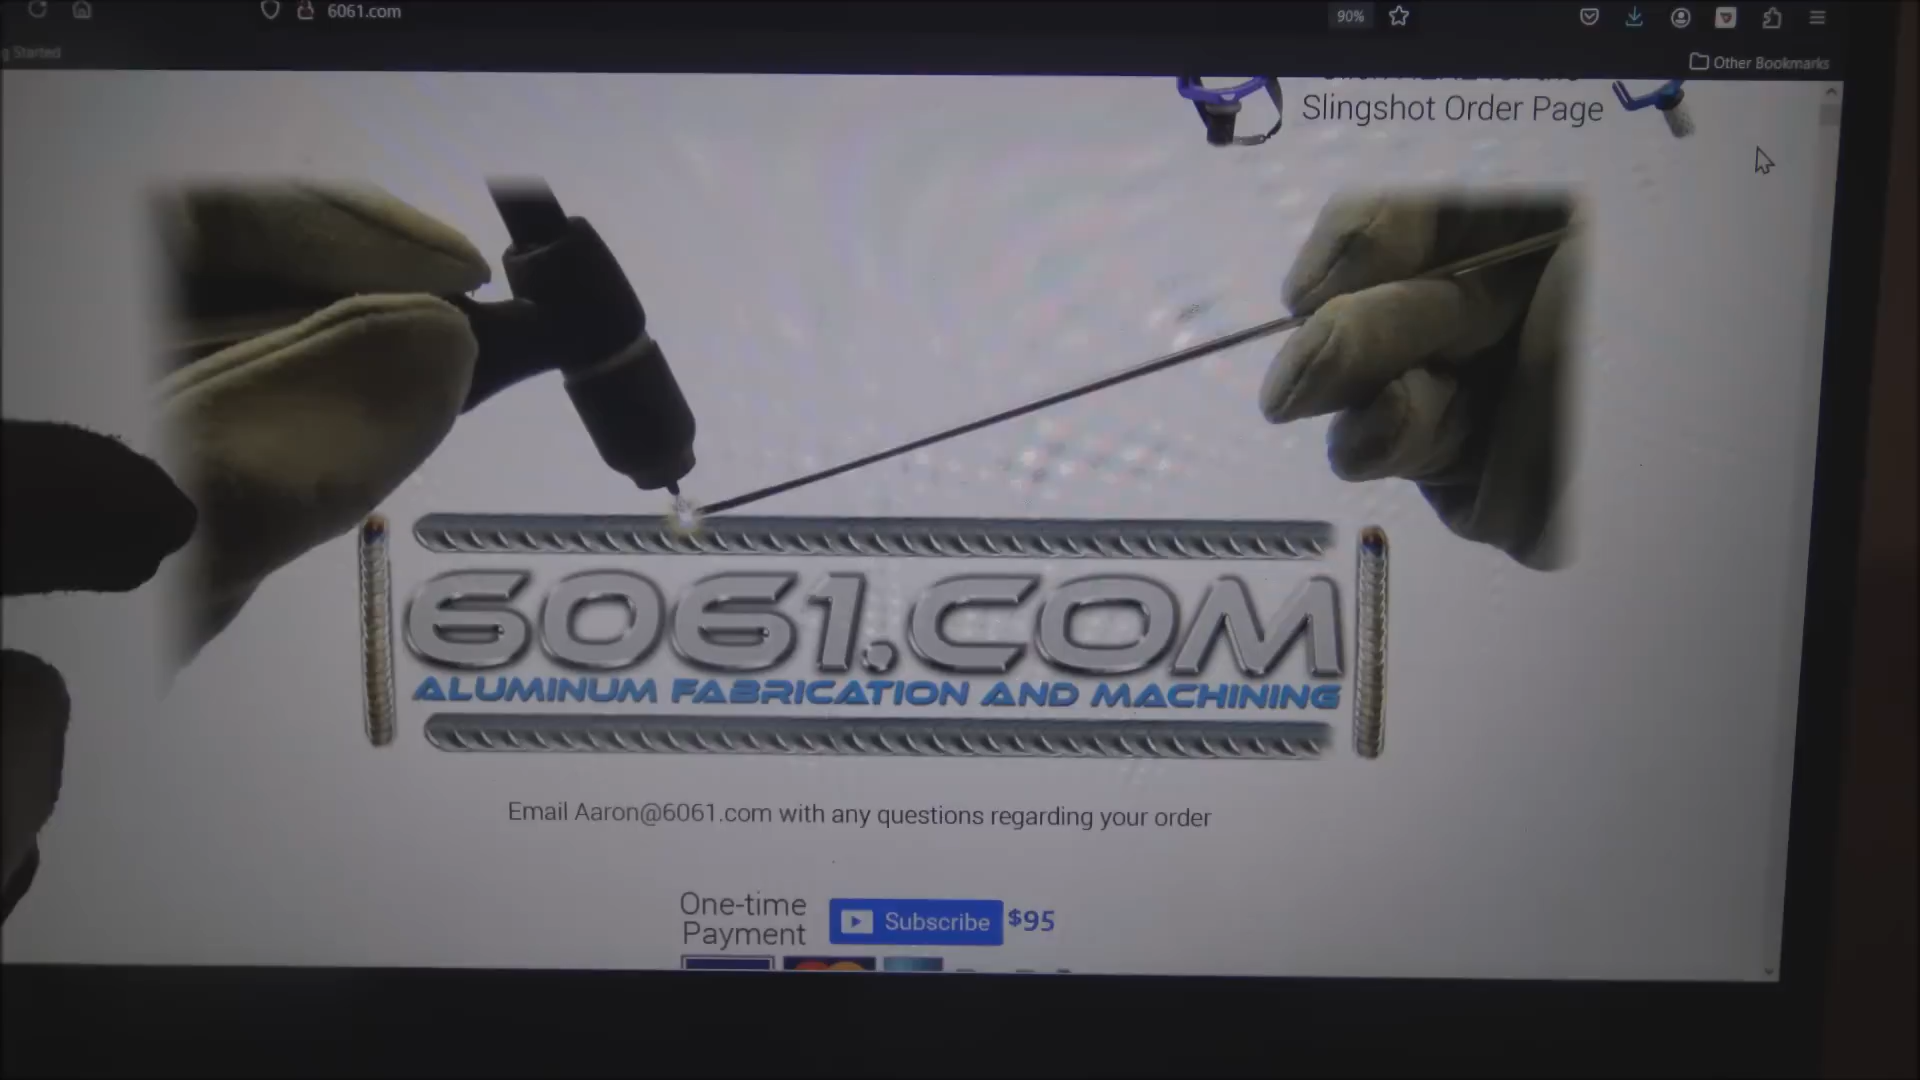 6061.com
90%
g Started
Other Bookmarks
Slingshot Order Page
6061.COM
ALUMINUM FABRICATION AND MACHINING
Email Aaron@6061.com with any questions regarding your order
One-time
Payment
Subscribe
$95